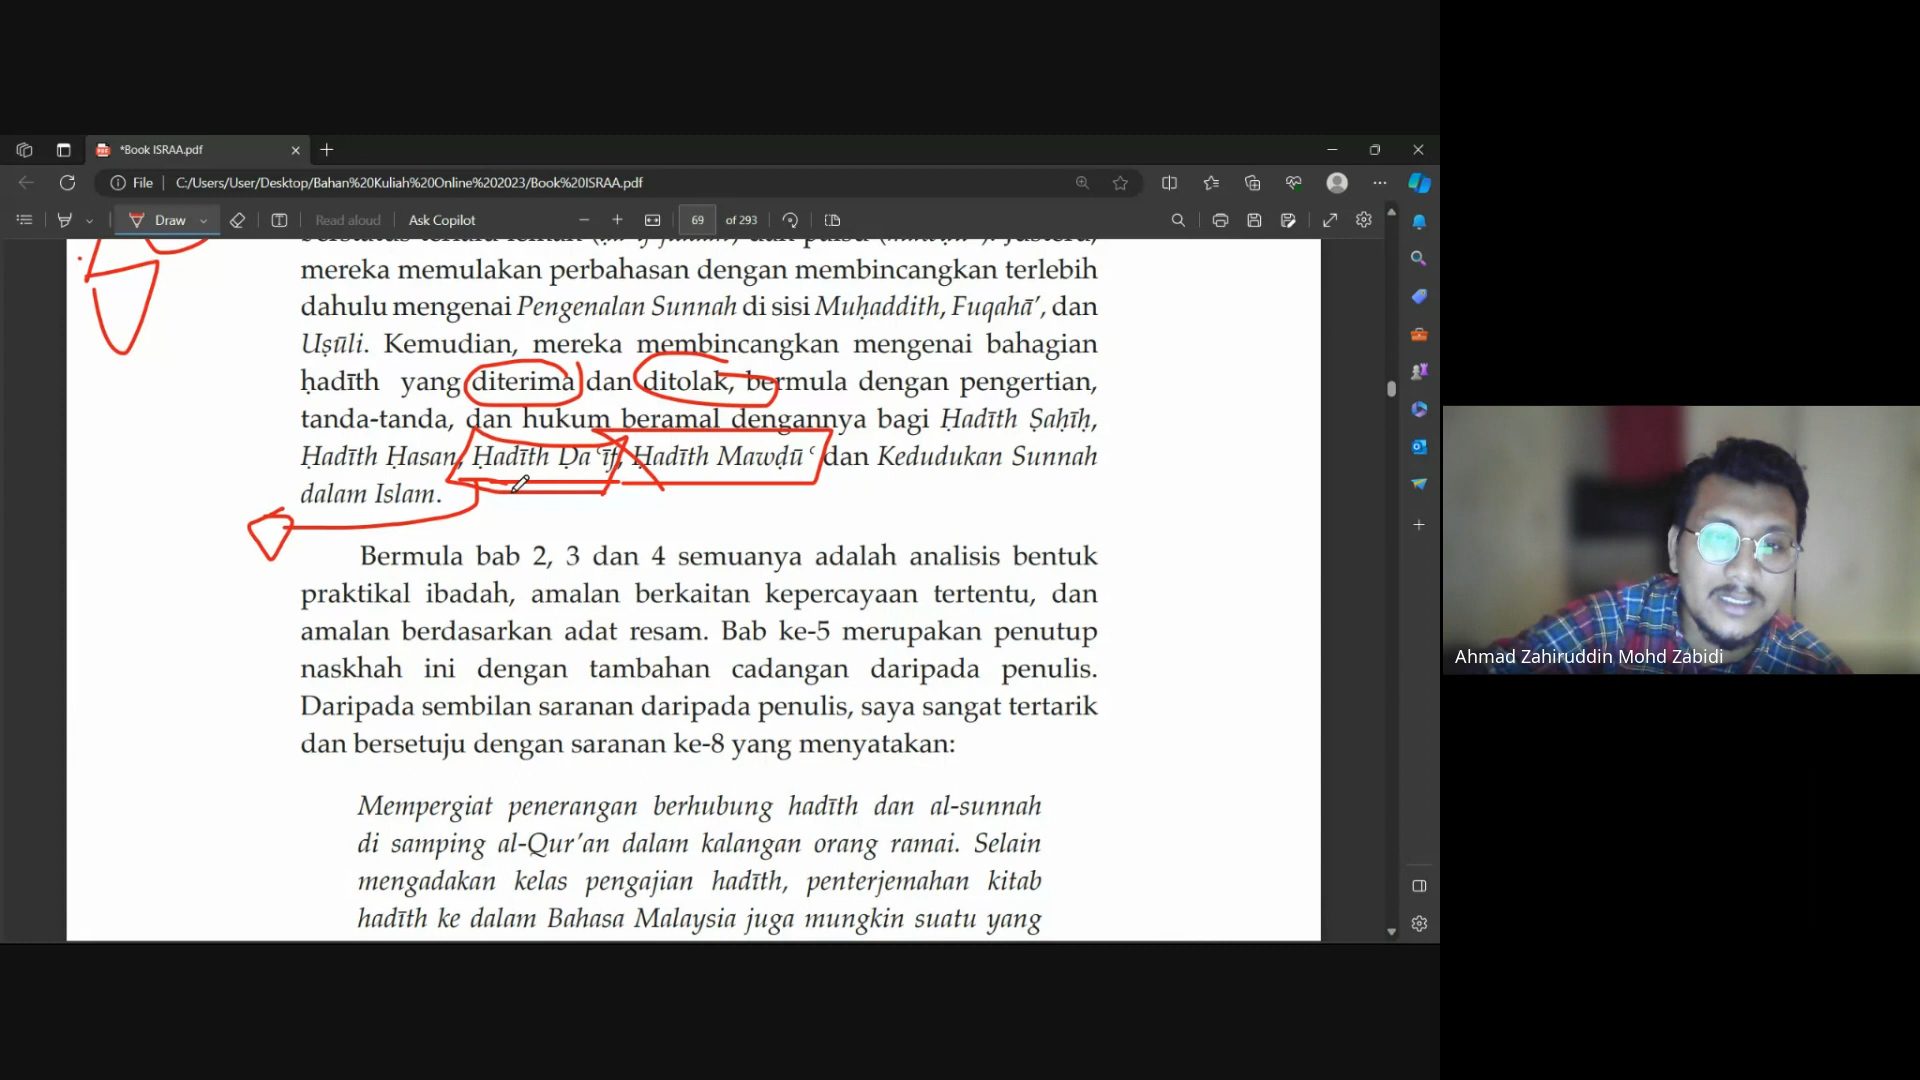 *Book ISRAA.pdf
File
C:/Users/User/Desktop/Bahan%20Kuliah%20Online%202023/Book%20ISRAA.pdf
Draw
Read aloud
Ask Copilot
69 of 293
mereka memulakan perbahasan dengan membincangkan terlebih
dahulu mengenai Pengenalan Sunnah di sisi Muḥaddith, Fuqahā’, dan
Uṣūli. Kemudian, mereka membincangkan mengenai bahagian
ḥadīth yang diterima dan ditolak, bermula dengan pengertian,
tanda-tanda, dan hukum beramal dengannya bagi Ḥadīth Ṣaḥīḥ,
Ḥadīth Ḥasan, Ḥadīth Ḍa‘īf, Ḥadīth Mawḍū‘ dan Kedudukan Sunnah
dalam Islam.
Bermula bab 2, 3 dan 4 semuanya adalah analisis bentuk
praktikal ibadah, amalan berkaitan kepercayaan tertentu, dan
amalan berdasarkan adat resam. Bab ke-5 merupakan penutup
naskhah ini dengan tambahan cadangan daripada penulis.
Daripada sembilan saranan daripada penulis, saya sangat tertarik
dan bersetuju dengan saranan ke-8 yang menyatakan:
Mempergiat penerangan berhubung hadīth dan al-sunnah
di samping al-Qur’an dalam kalangan orang ramai. Selain
mengadakan kelas pengajian hadīth, penterjemahan kitab
hadīth ke dalam Bahasa Malaysia juga mungkin suatu yang
Ahmad Zahiruddin Mohd Zabidi